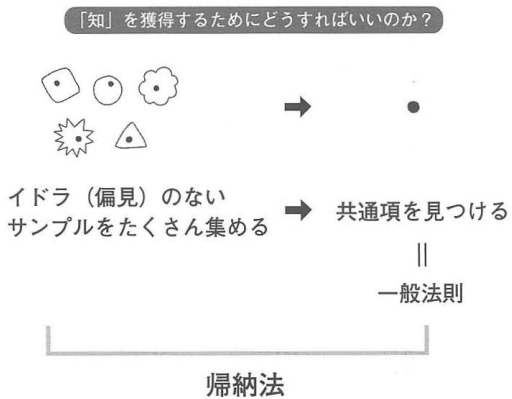 「知」を獲得するためにどうすればいいのか?
イドラ(偏見)のない
サンプルをたくさん集める
共通項を見つける
||
一般法則
帰納法